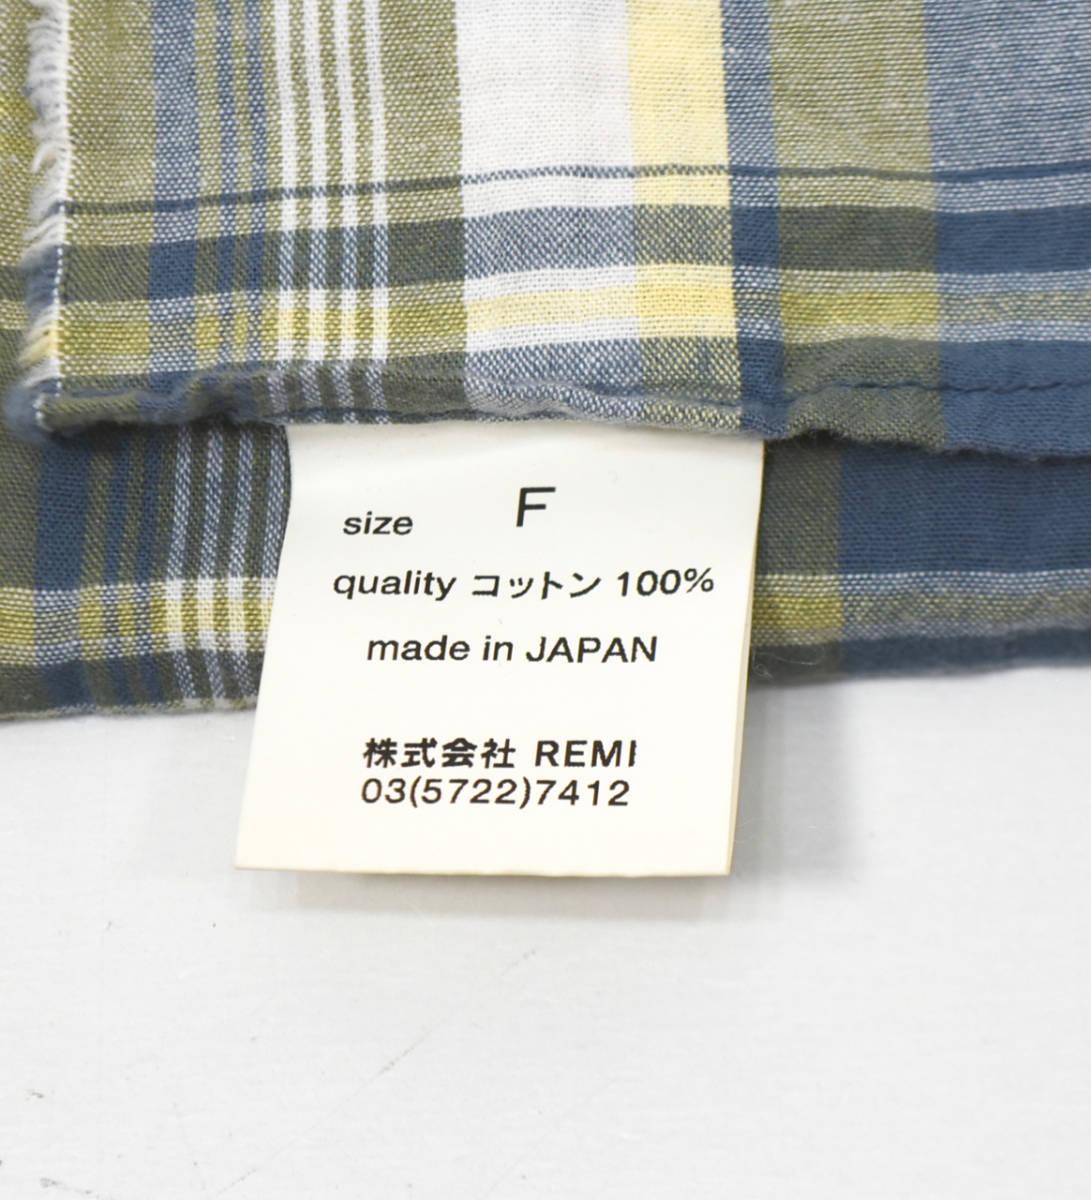 size F
quality コットン 100%
made in JAPAN
株式会社 REMI
03(5722)7412